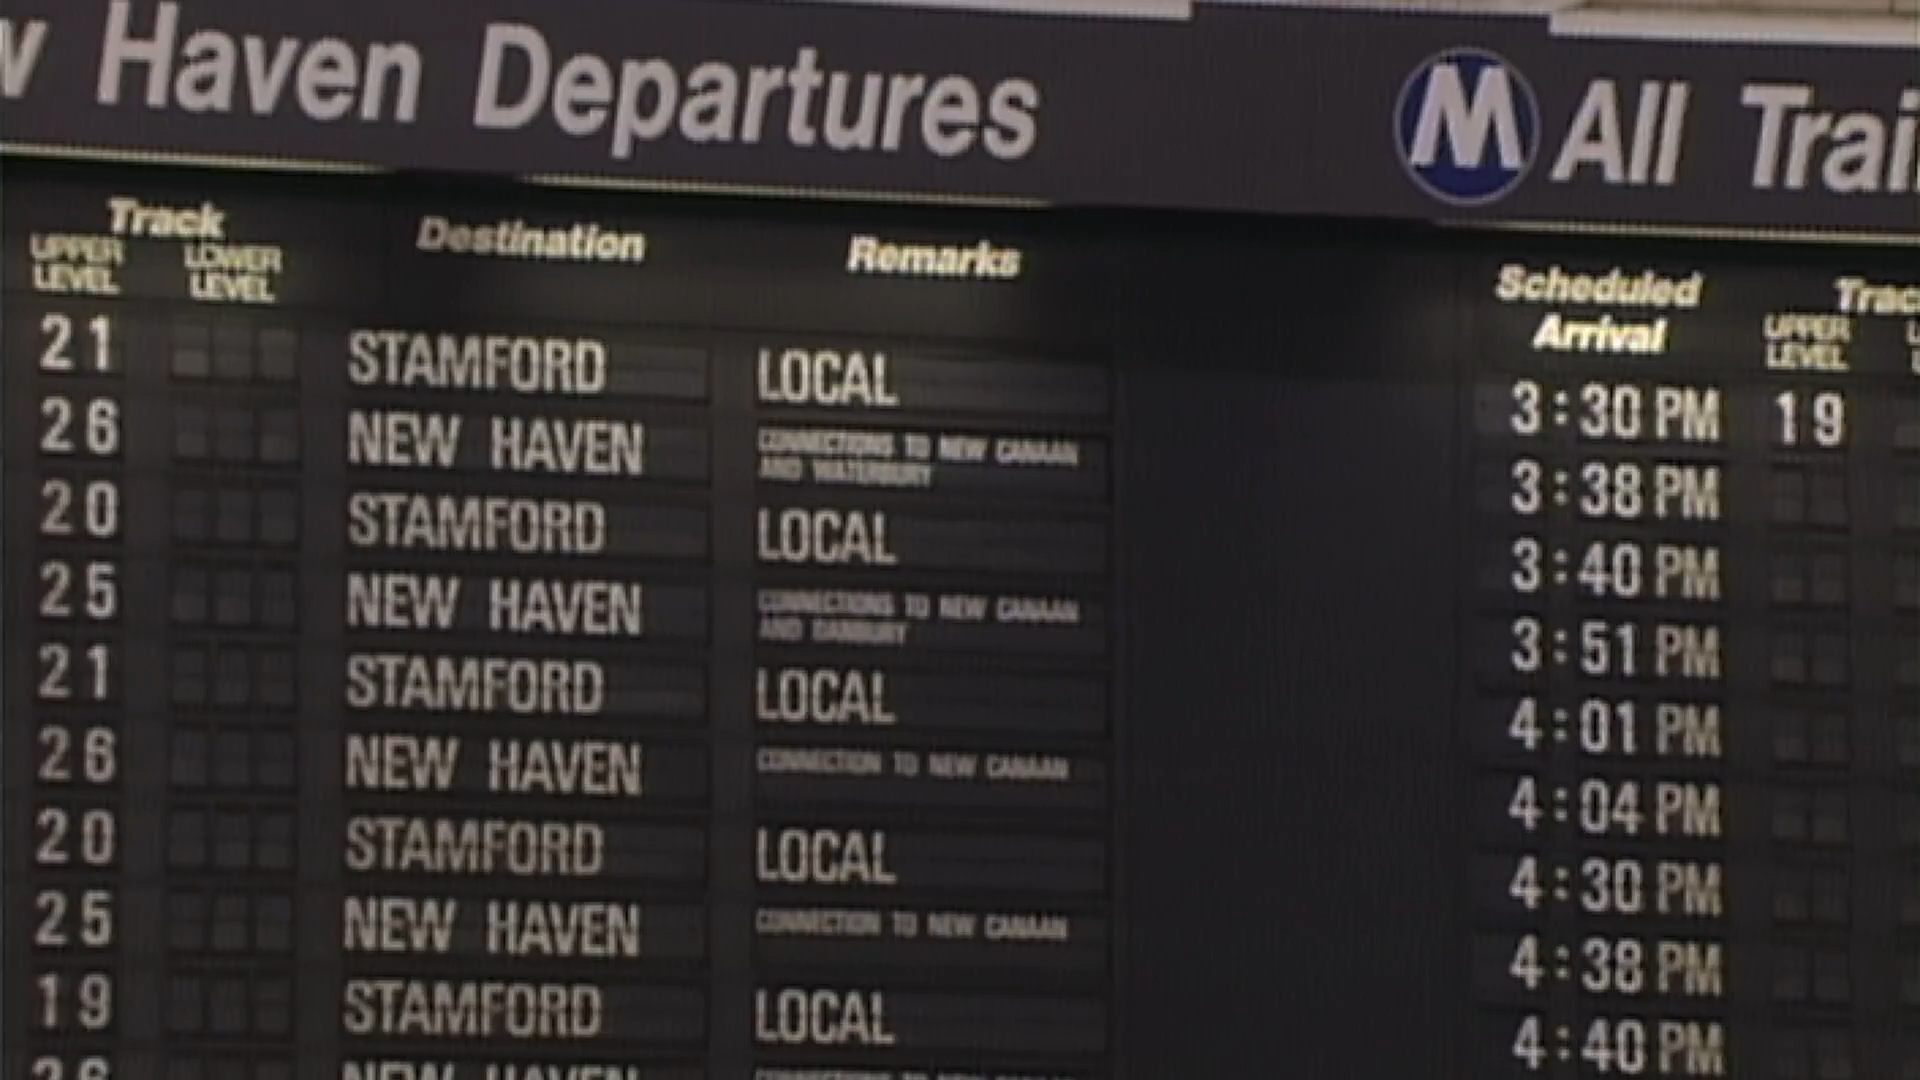 w Haven Departures
M All Trai
Track Destination Remarks
UPPER LEVEL LOWER LEVEL
21 STAMFORD LOCAL
26 NEW HAVEN CONNECTIONS TO NEW CANAAN
AND WATERBURY
20 STAMFORD LOCAL
25 NEW HAVEN CONNECTIONS TO NEW CANAAN
AND DANBURY
21 STAMFORD LOCAL
26 NEW HAVEN CONNECTION TO NEW CANAAN
20 STAMFORD LOCAL
25 NEW HAVEN CONNECTION TO NEW CANAAN
19 STAMFORD LOCAL
26 NEW HAVEN
Scheduled Arrival Trac
UPPER LEVEL
3:30 PM 19
3:38 PM
3:40 PM
3:51 PM
4:01 PM
4:04 PM
4:30 PM
4:38 PM
4:40 PM